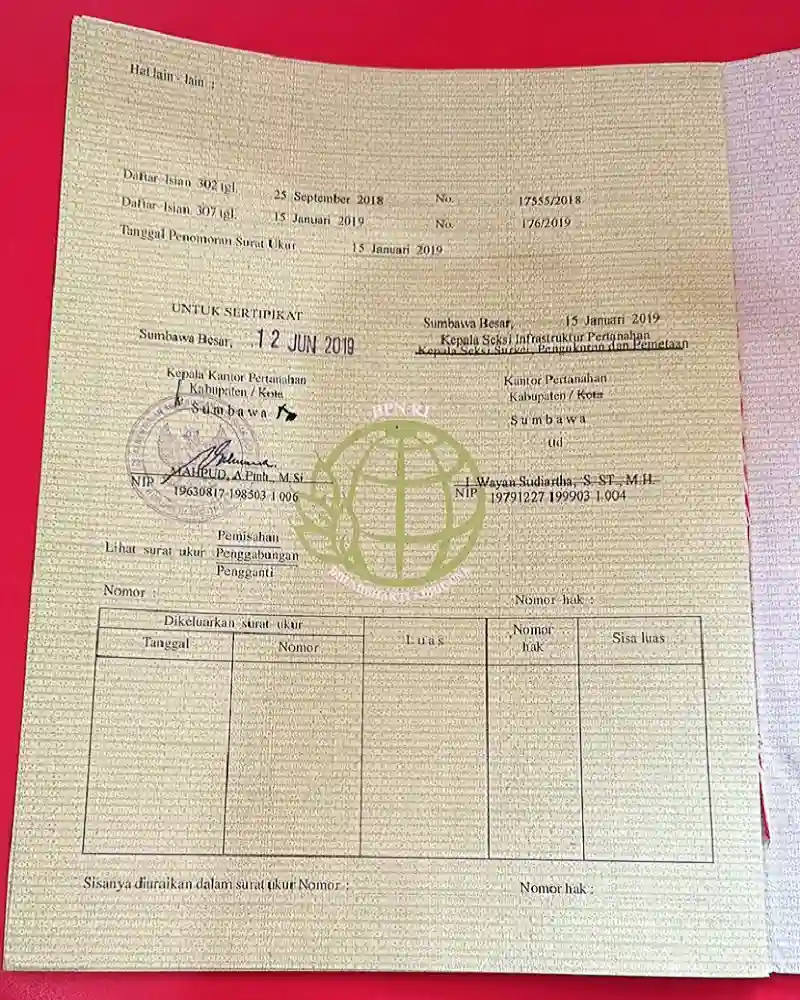 Hal lain - lain :
Daftar Isian 302 tgl. 25 September 2018 No. 17555/2018
Daftar Isian 307 tgl. 15 Januari 2019 No. 176/2019
Tanggal Penomoran Surat Ukur 15 Januari 2019
UNTUK SERTIPIKAT
Sumbawa Besar, 12 JUN 2019
Kepala Kantor Pertanahan
Kabupaten / Kota
Sumbawa
MAHPUD, A.Ptnh., M.Si
NIP 19630817 198503 1 006
Sumbawa Besar, 15 Januari 2019
Kepala Seksi Infrastruktur Pertanahan
Kepala Seksi Survei, Pengukuran dan Pemetaan
Kantor Pertanahan
Kabupaten / Kota
Sumbawa
ttd
I Wayan Sudiartha, S. ST., M.H.
NIP 19791227 199903 1 004
BPN-RI
Pemisahan
Lihat surat ukur Penggabungan
Pengganti
Nomor :
Nomor hak :
Dikeluarkan surat ukur
Tanggal
Nomor
Luas
Nomor hak
Sisa luas
Sisanya diuraikan dalam surat ukur Nomor :
Nomor hak :